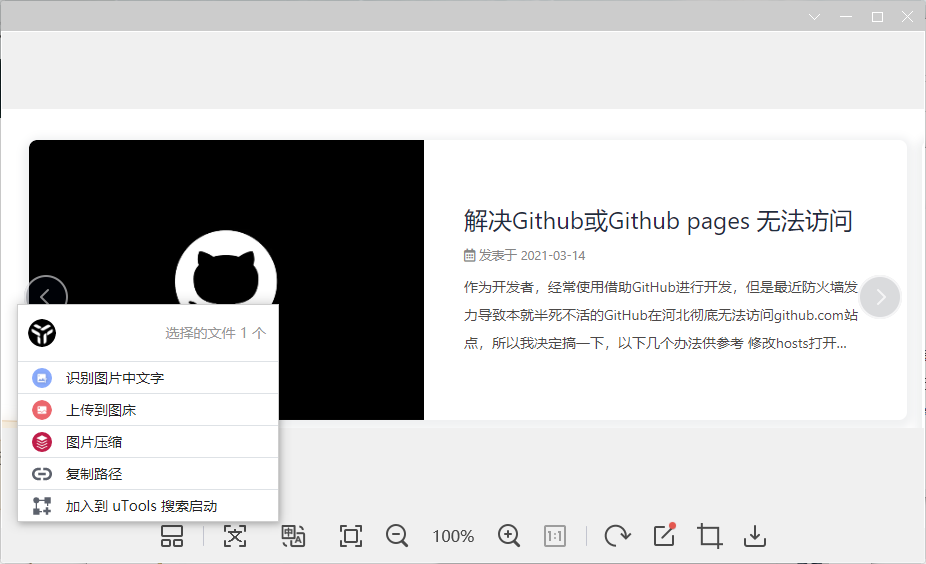 解决Github或Github pages 无法访问
发表于 2021-03-14
作为开发者，经常使用借助GitHub进行开发，但是最近防火墙发
力导致本就半死不活的GitHub在河北彻底无法访问github.com站
点，所以我决定搞一下，以下几个办法供参考 修改hosts打开...
选择的文件 1 个
识别图片中文字
上传到图床
图片压缩
复制路径
加入到 uTools 搜索启动
文
中 A
100%
1:1